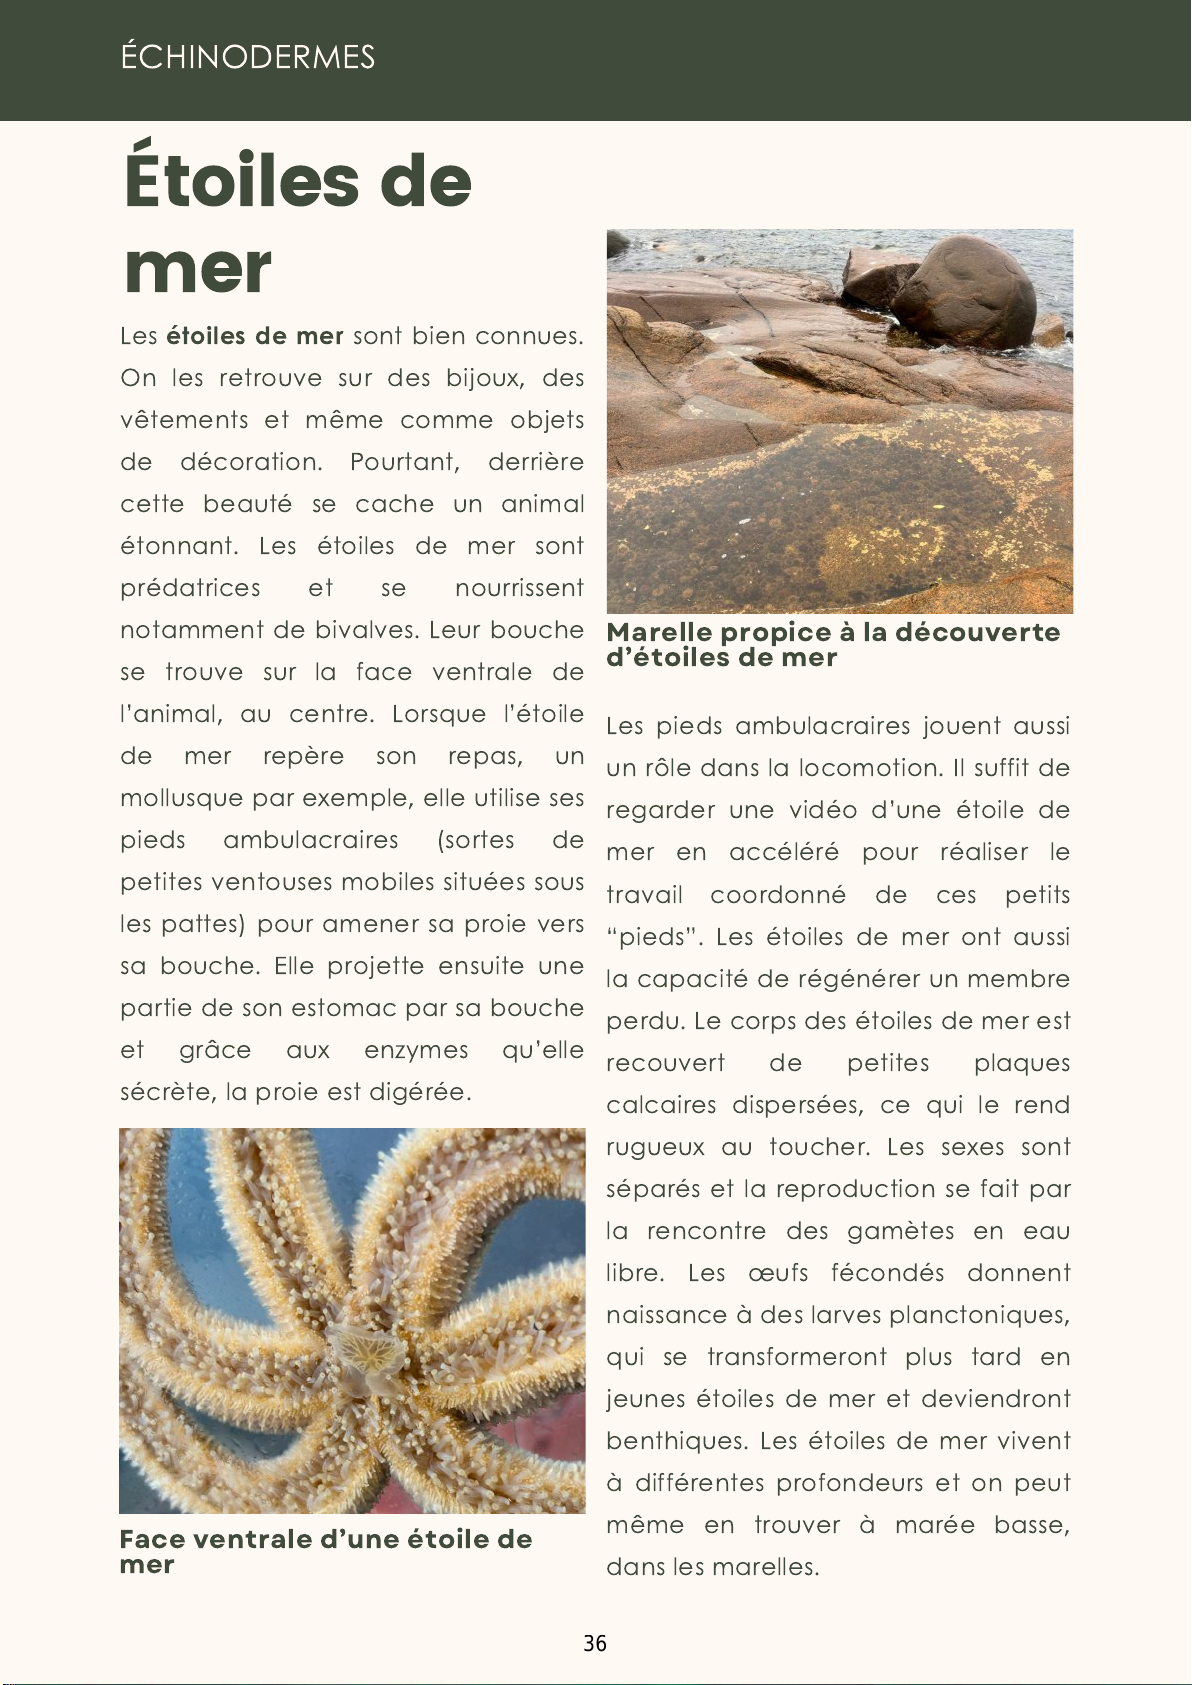 ÉCHINODERMES
Étoiles de
mer
Les étoiles de mer sont bien connues.
On les retrouve sur des bijoux, des
vêtements et même comme objets
de décoration. Pourtant, derrière
cette beauté se cache un animal
étonnant. Les étoiles de mer sont
prédatrices et se nourrissent
notamment de bivalves. Leur bouche
se trouve sur la face ventrale de
l’animal, au centre. Lorsque l’étoile
de mer repère son repas, un
mollusque par exemple, elle utilise ses
pieds ambulacraires (sortes de
petites ventouses mobiles situées sous
les pattes) pour amener sa proie vers
sa bouche. Elle projette ensuite une
partie de son estomac par sa bouche
et grâce aux enzymes qu’elle
sécrète, la proie est digérée.
Face ventrale d’une étoile de
mer
Marelle propice à la découverte
d’étoiles de mer
Les pieds ambulacraires jouent aussi
un rôle dans la locomotion. Il suffit de
regarder une vidéo d’une étoile de
mer en accéléré pour réaliser le
travail coordonné de ces petits
“pieds”. Les étoiles de mer ont aussi
la capacité de régénérer un membre
perdu. Le corps des étoiles de mer est
recouvert de petites plaques
calcaires dispersées, ce qui le rend
rugueux au toucher. Les sexes sont
séparés et la reproduction se fait par
la rencontre des gamètes en eau
libre. Les œufs fécondés donnent
naissance à des larves planctoniques,
qui se transformeront plus tard en
jeunes étoiles de mer et deviendront
benthiques. Les étoiles de mer vivent
à différentes profondeurs et on peut
même en trouver à marée basse,
dans les marelles.
36